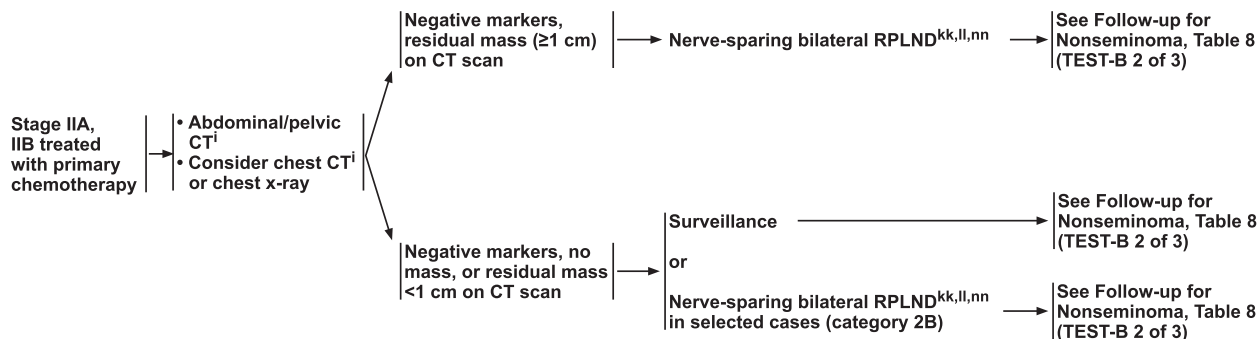 Stage IIA,
IIB treated
with primary
chemotherapy
• Abdominal/pelvic
CTⁱ
• Consider chest CTⁱ
or chest x-ray
Negative markers,
residual mass (≥1 cm)
on CT scan
Nerve-sparing bilateral RPLNDkk,ll,nn
See Follow-up for
Nonseminoma, Table 8
(TEST-B 2 of 3)
Negative markers, no
mass, or residual mass
<1 cm on CT scan
Surveillance
See Follow-up for
Nonseminoma, Table 8
(TEST-B 2 of 3)
or
Nerve-sparing bilateral RPLNDkk,ll,nn
in selected cases (category 2B)
See Follow-up for
Nonseminoma, Table 8
(TEST-B 2 of 3)